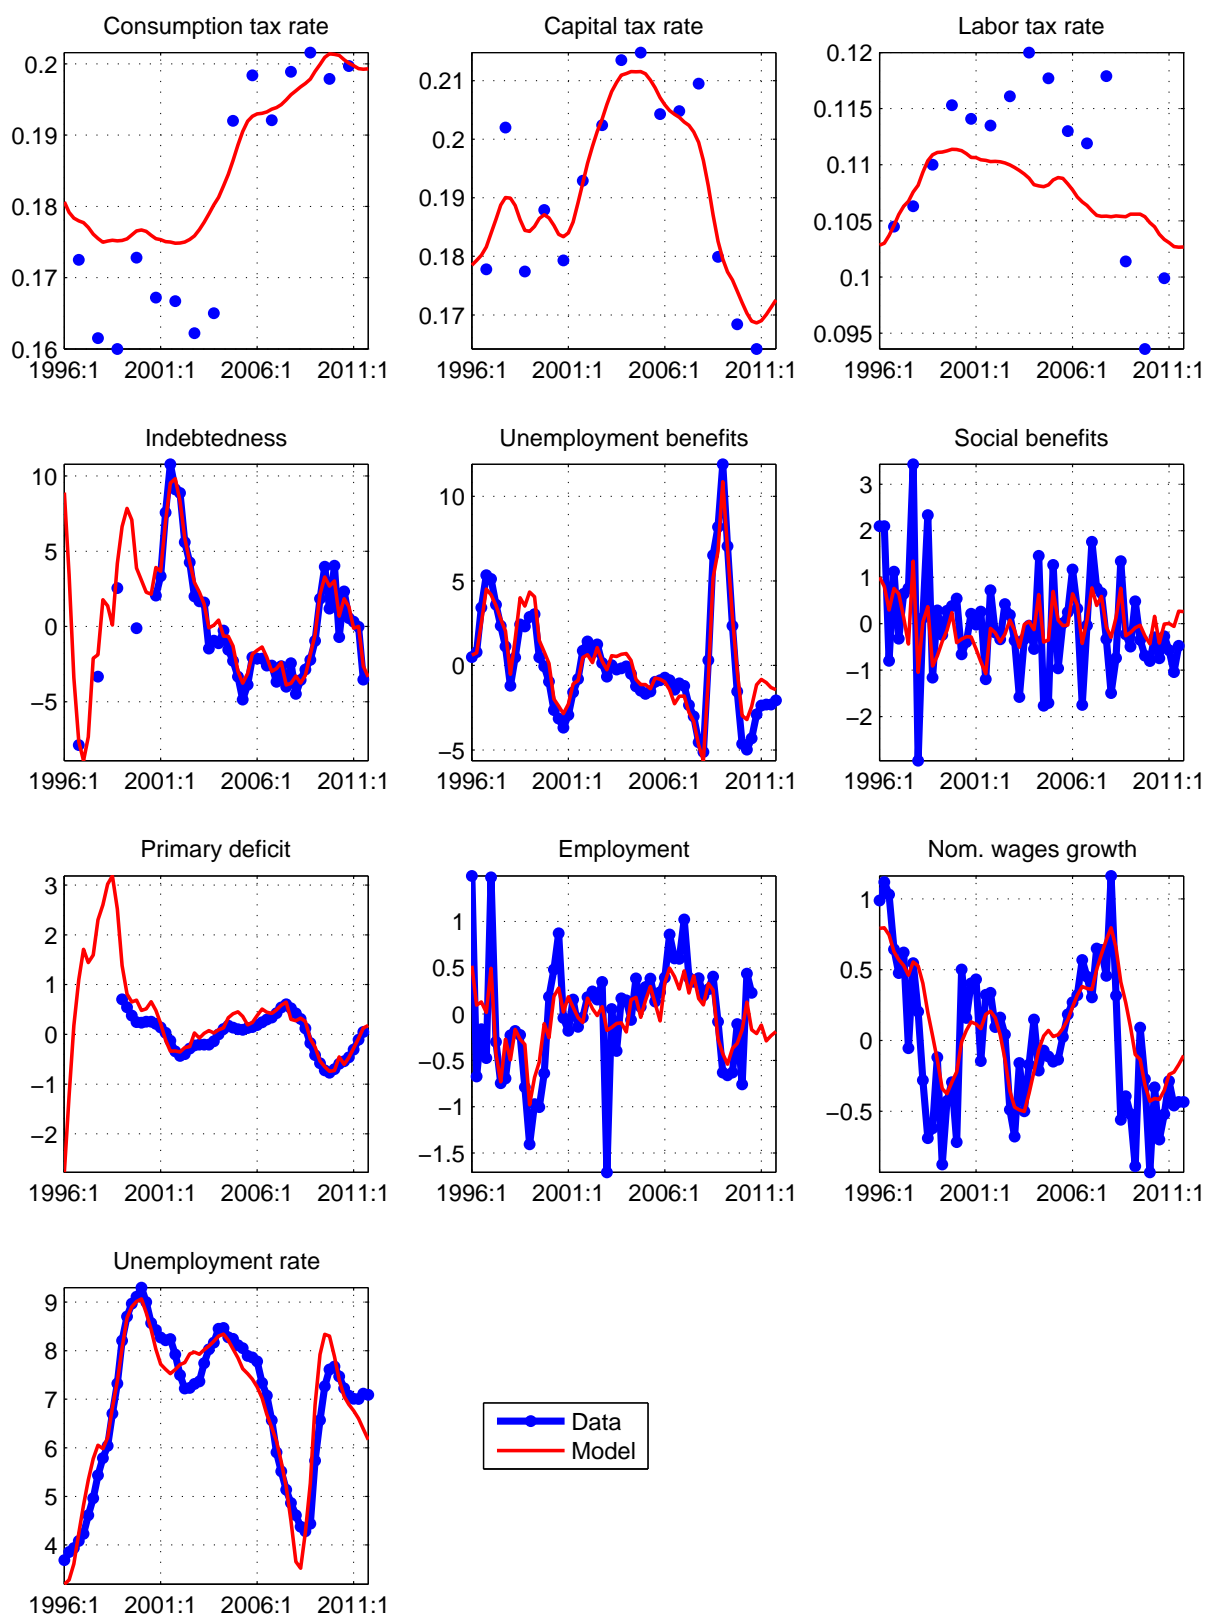 Consumption tax rate
Capital tax rate
Labor tax rate
0.2
0.19
0.18
0.17
0.16
1996:1 2001:1 2006:1 2011:1
0.21
0.2
0.19
0.18
0.17
1996:1 2001:1 2006:1 2011:1
0.12
0.115
0.11
0.105
0.1
0.095
1996:1 2001:1 2006:1 2011:1
Indebtedness
Unemployment benefits
Social benefits
10
5
0
−5
1996:1 2001:1 2006:1 2011:1
10
5
0
−5
1996:1 2001:1 2006:1 2011:1
3
2
1
0
−1
−2
1996:1 2001:1 2006:1 2011:1
Primary deficit
Employment
Nom. wages growth
3
2
1
0
−1
−2
1996:1 2001:1 2006:1 2011:1
1
0.5
0
−0.5
−1
−1.5
1996:1 2001:1 2006:1 2011:1
1
0.5
0
−0.5
1996:1 2001:1 2006:1 2011:1
Unemployment rate
9
8
7
6
5
4
1996:1 2001:1 2006:1 2011:1
Data
Model